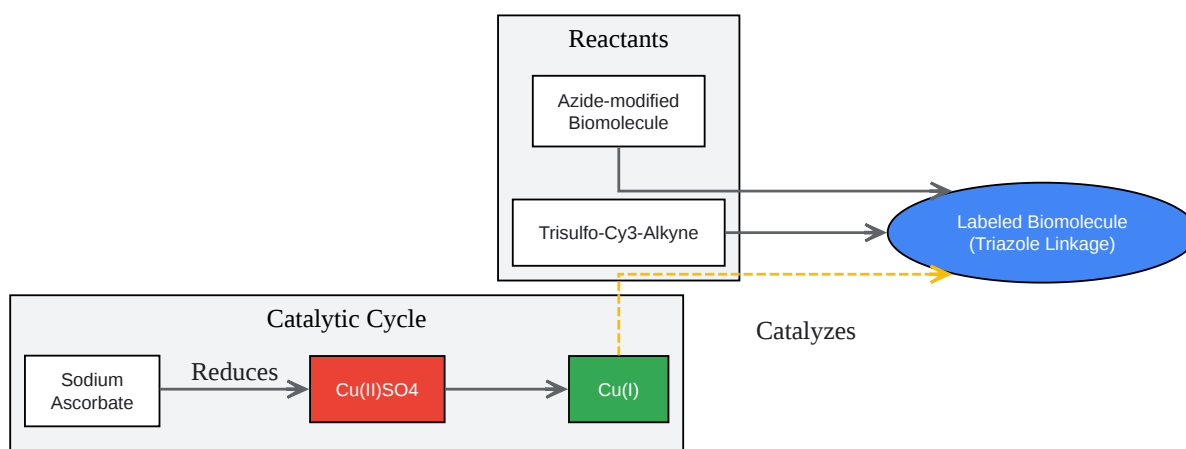 Reactants
Azide-modified
Biomolecule
Trisulfo-Cy3-Alkyne
Labeled Biomolecule
(Triazole Linkage)
Catalytic Cycle
Catalyzes
Sodium
Ascorbate
Reduces
Cu(II)SO4
Cu(I)